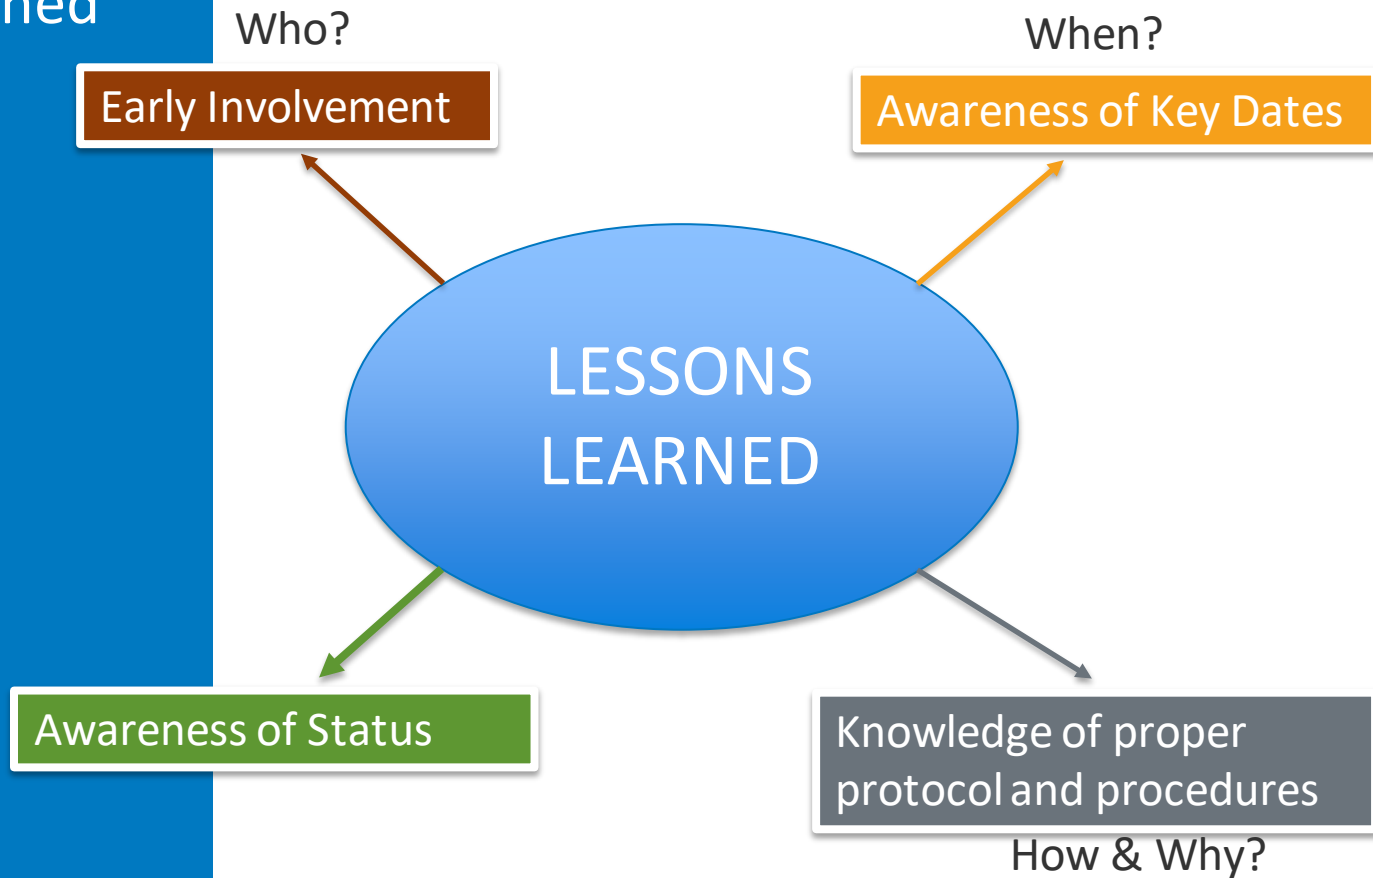 Who?
When?
Early Involvement
Awareness of Key Dates
LESSONS
LEARNED
Awareness of Status
Knowledge of proper
protocol and procedures
How & Why?